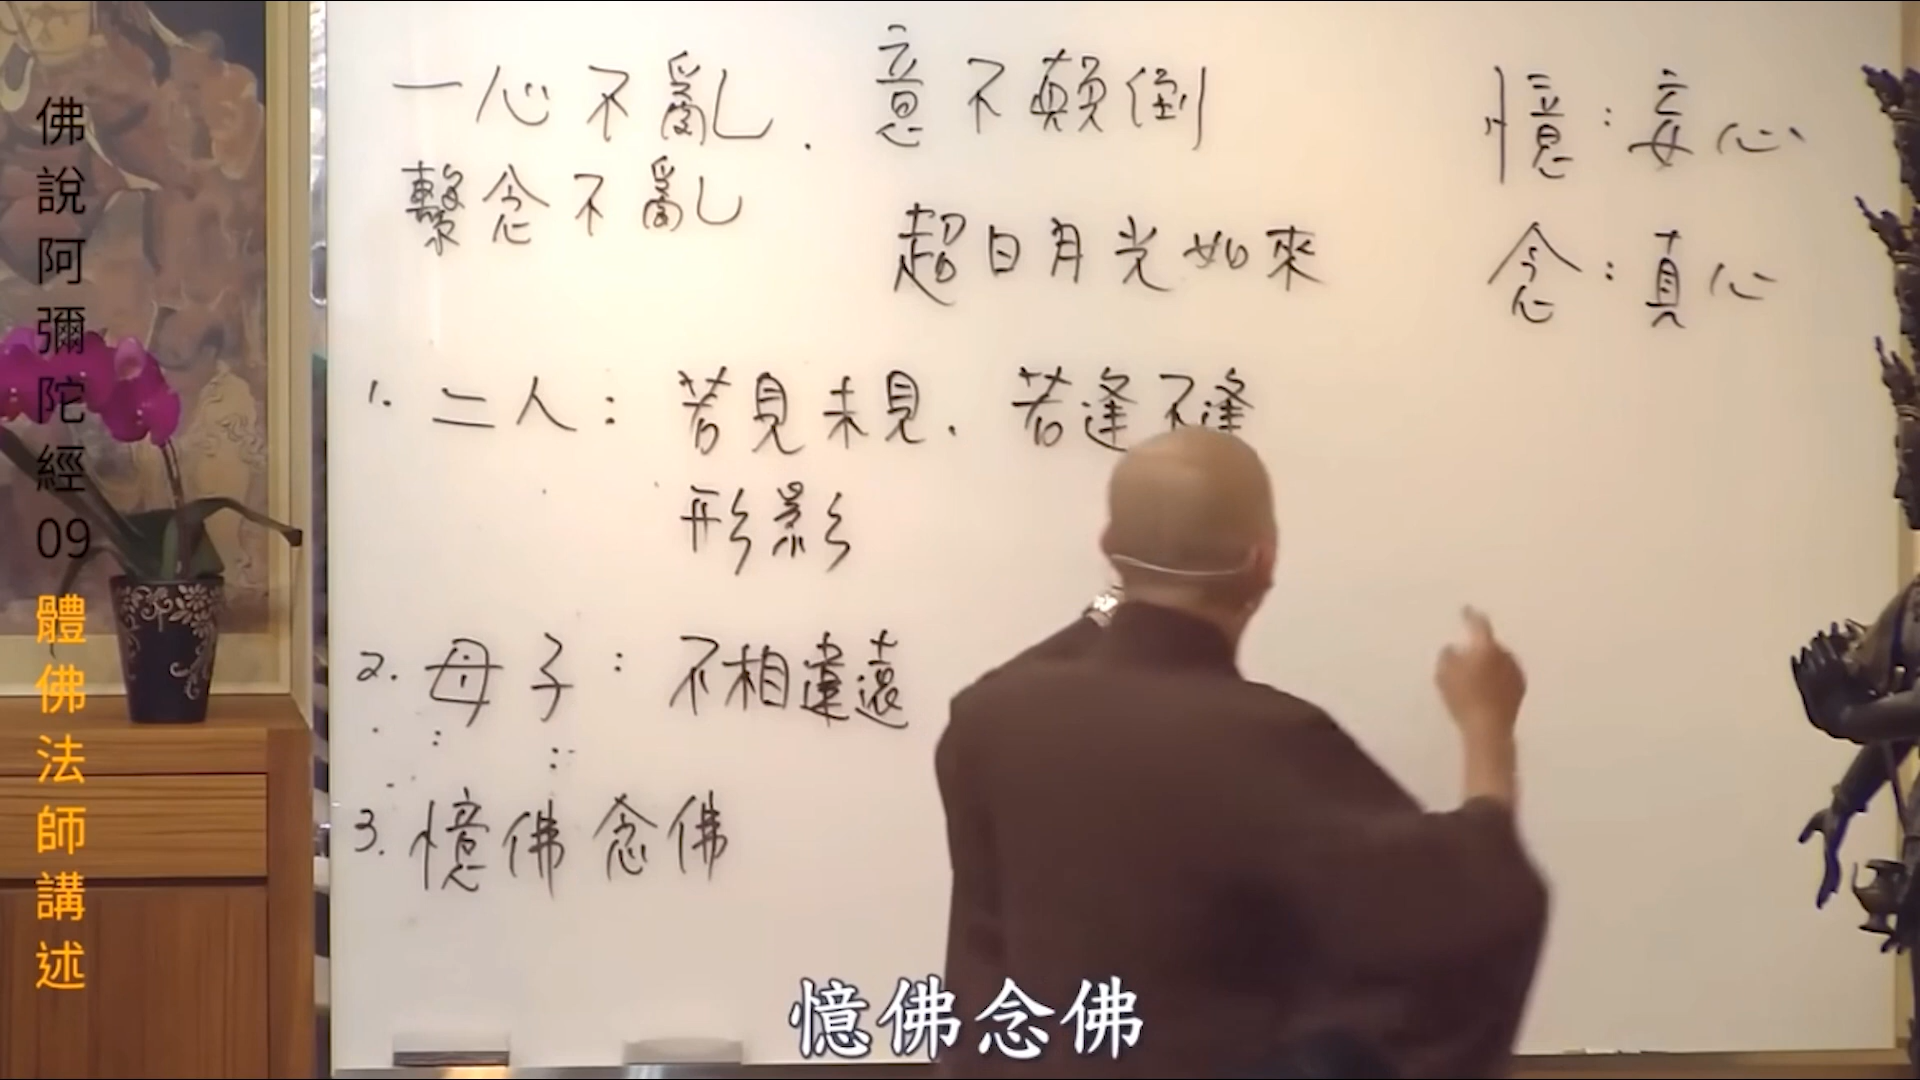 佛說阿彌陀經09 體佛法師講述
一心不亂．意不顛倒
繫念不亂
超日月光如來
憶：妄心
念：真心
1. 二人：若見未見．若逢不逢
形影
2. 母子：不相違遠
3. 憶佛念佛
憶佛念佛